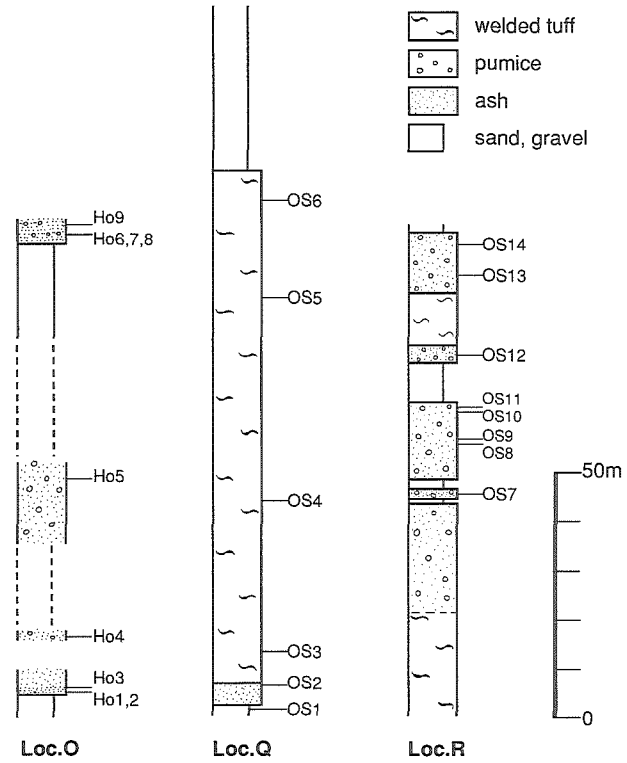 welded tuff
pumice
ash
sand, gravel
Ho9
Ho6,7,8
Ho5
Ho4
Ho3
Ho1,2
Loc.O
OS6
OS5
OS4
OS3
OS2
OS1
Loc.Q
OS14
OS13
OS12
OS11
OS10
OS9
OS8
OS7
Loc.R
50m
0